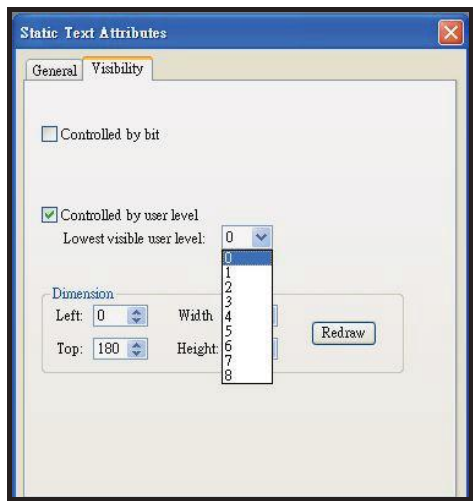 Static Text Attributes
General Visibility
Controlled by bit
Controlled by user level
Lowest visible user level: 0
0
1
2
3
4
5
6
7
8
Dimension
Left: 0 Width
Top: 180 Height:
Redraw